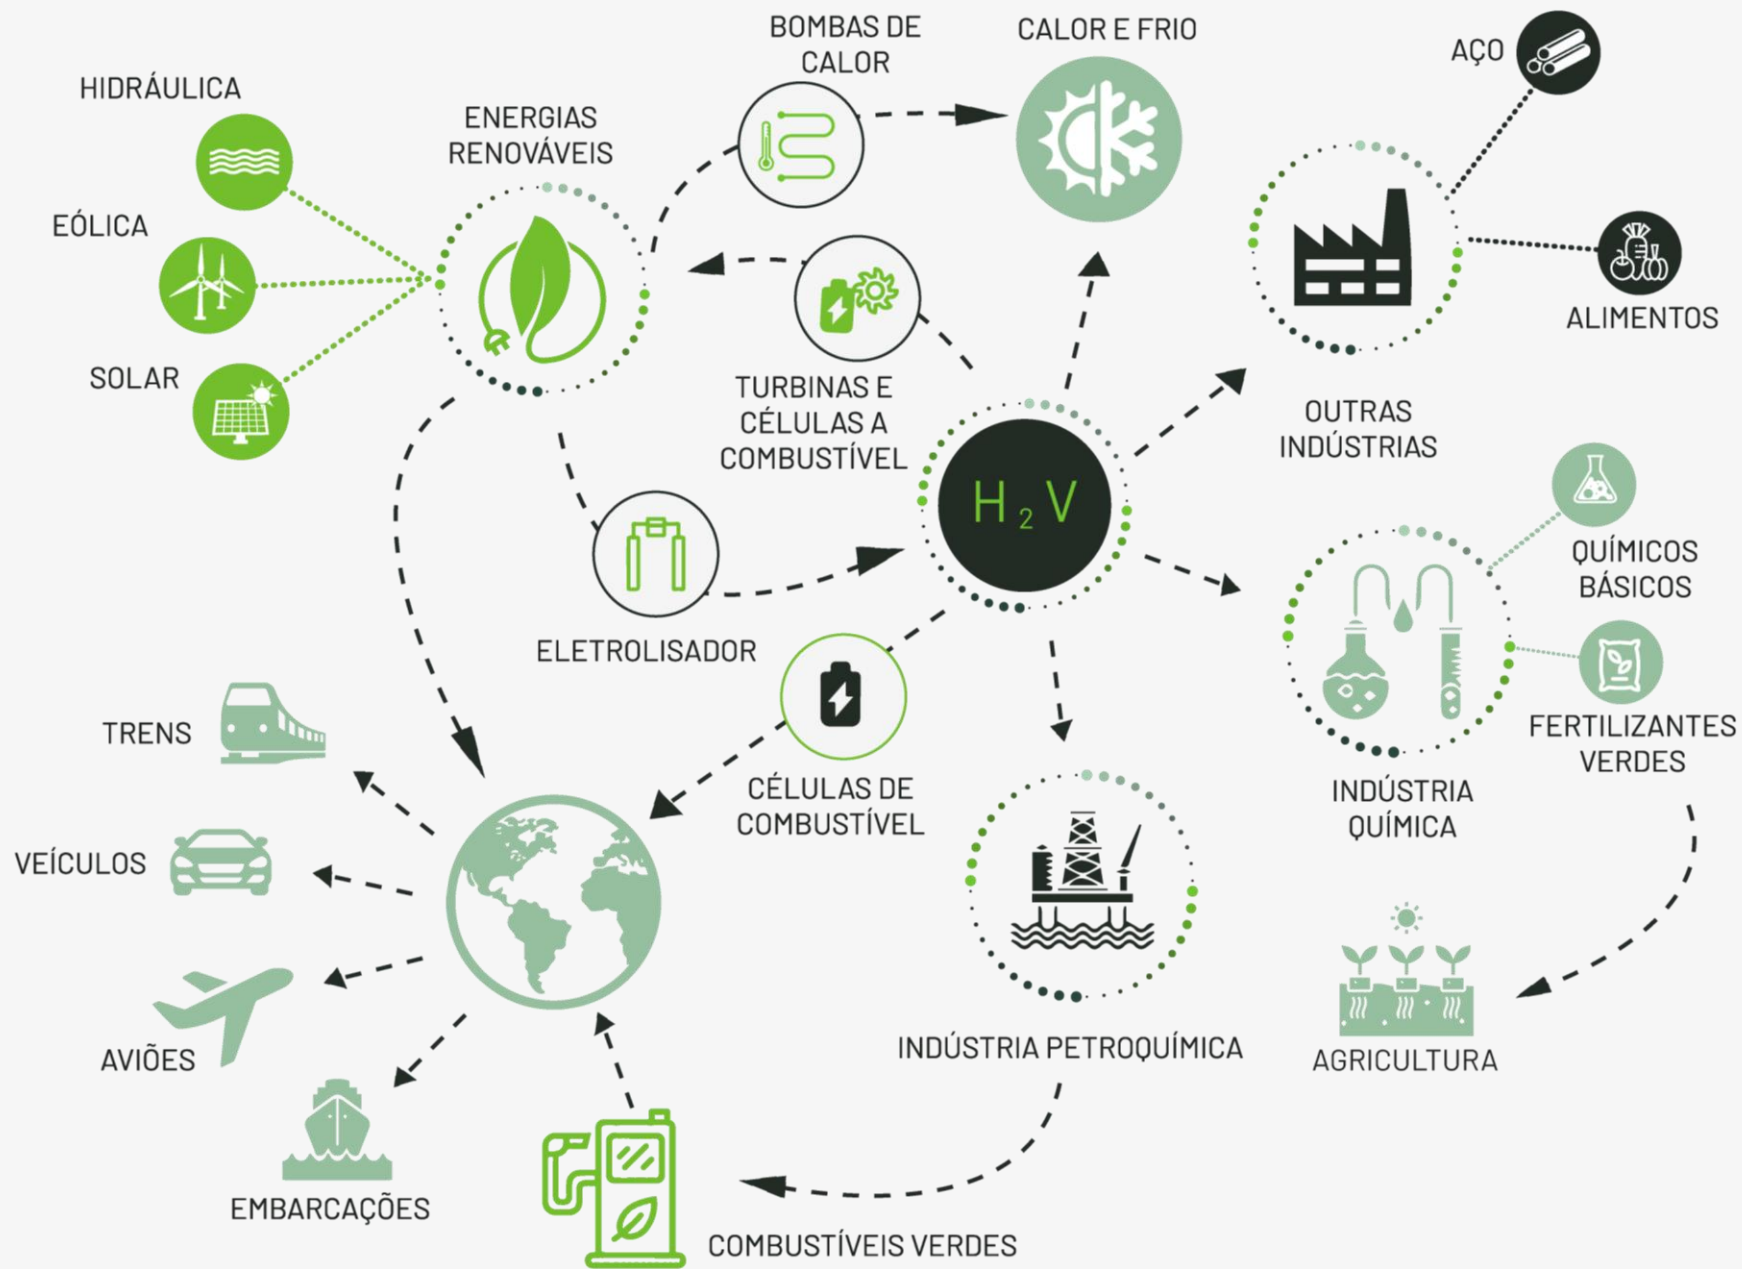 BOMBAS DE
CALOR
CALOR E FRIO
AÇO
HIDRÁULICA
ENERGIAS
RENOVÁVEIS
EÓLICA
ALIMENTOS
SOLAR
TURBINAS E
CÉLULAS A
COMBUSTÍVEL
OUTRAS
INDÚSTRIAS
H₂V
QUÍMICOS
BÁSICOS
ELETROLISADOR
TRENS
FERTILIZANTES
VERDES
CÉLULAS DE
COMBUSTÍVEL
INDÚSTRIA
QUÍMICA
VEÍCULOS
INDÚSTRIA PETROQUÍMICA
AVIÕES
AGRICULTURA
EMBARCAÇÕES
COMBUSTÍVEIS VERDES